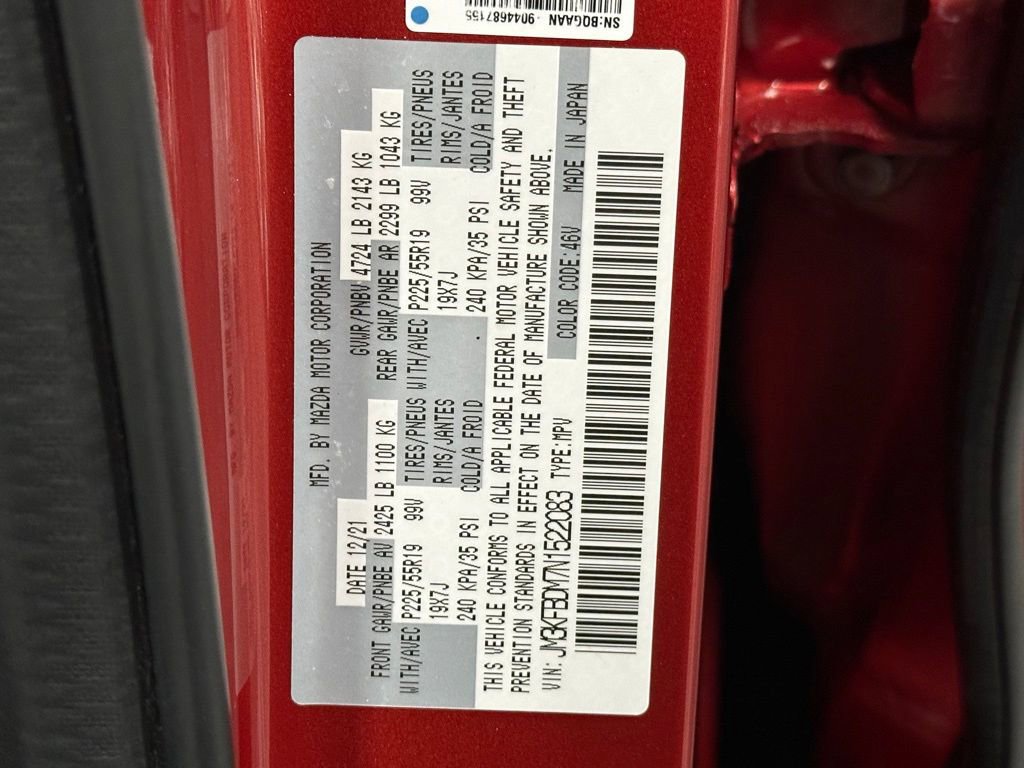 SN:BQGAAN -9044687155
MFD. BY MAZDA MOTOR CORPORATION
DATE 12/21 GVWR/PNBV 4724 LB 2143 KG
FRONT GAWR/PNBE AV 2425 LB 1100 KG REAR GAWR/PNBE AR 2299 LB 1043 KG
WITH/AVEC P225/55R19 99V TIRES/PNEUS WITH/AVEC P225/55R19 99V TIRES/PNEUS
19X7J RIMS/JANTES 19X7J RIMS/JANTES
240 KPA/35 PSI COLD/A FROID 240 KPA/35 PSI COLD/A FROID
THIS VEHICLE CONFORMS TO ALL APPLICABLE FEDERAL MOTOR VEHICLE SAFETY AND THEFT
PREVENTION STANDARDS IN EFFECT ON THE DATE OF MANUFACTURE SHOWN ABOVE.
VIN: JM3KFBDM7N1522083 TYPE:MPV COLOR CODE:46V MADE IN JAPAN